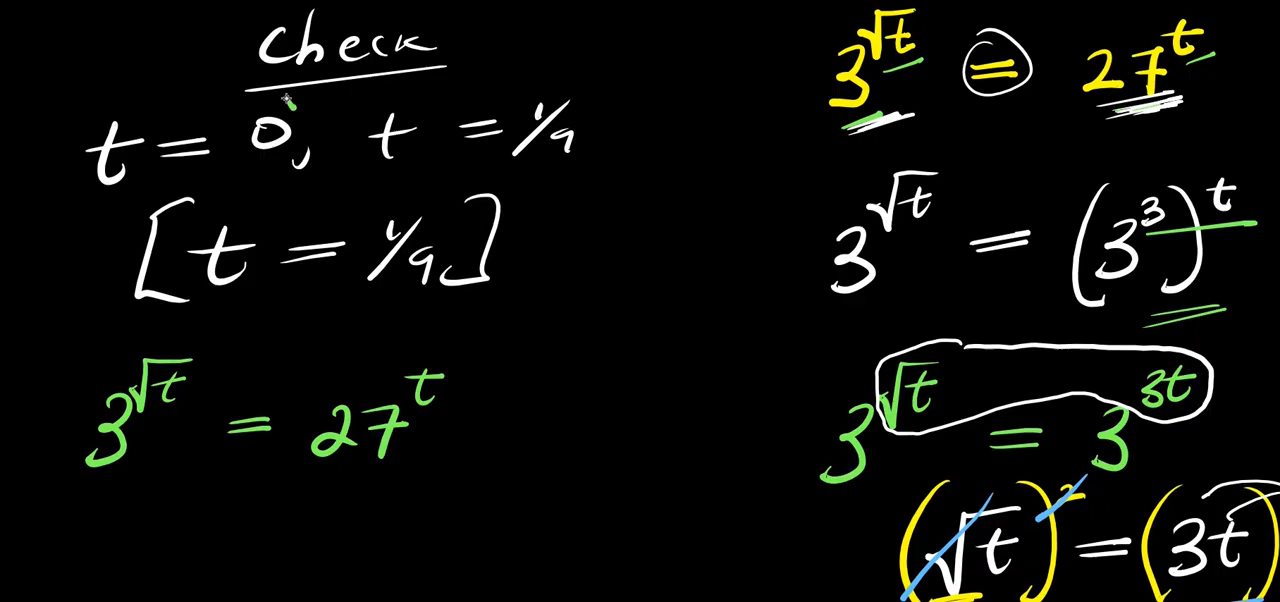 Check
t = 0, t = 1/9
[t = 1/9]
3^√t = 27^t
3^√t = 27^t
3^√t = (3^3)^t
3^√t = 3^3t
(√t)^2 = (3t)